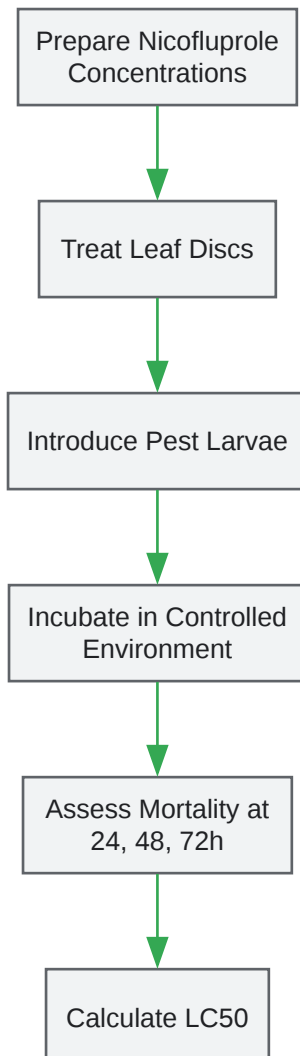 Prepare Nicofluprole
Concentrations
Treat Leaf Discs
Introduce Pest Larvae
Incubate in Controlled
Environment
Assess Mortality at
24, 48, 72h
Calculate LC50